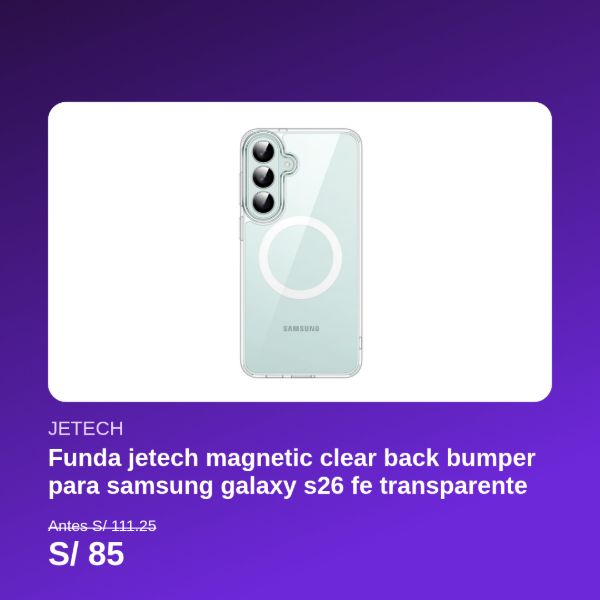 SAMSUNG
JETECH
Funda jetech magnetic clear back bumper
para samsung galaxy s26 fe transparente
Antes S/ 111.25
S/ 85